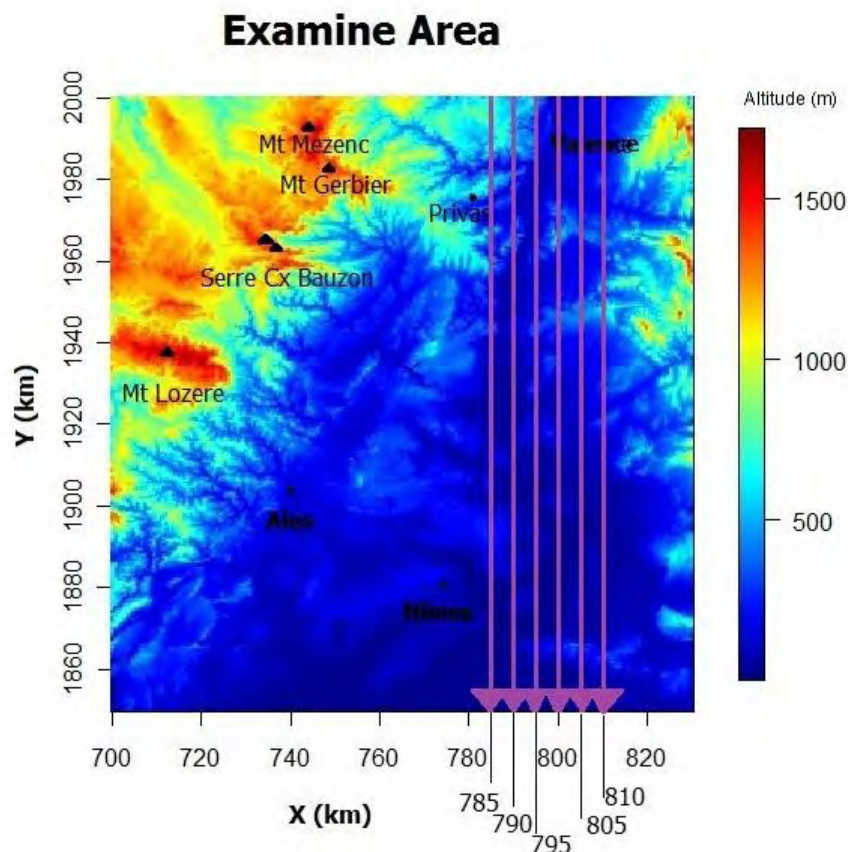 Examine Area
Altitude (m)
Mt Mezenc
Mt Gerbier
Privas
Serre Cx Bauzon
Mt Lozere
Ales
Nimes
Y (km)
2000
1980
1960
1940
1920
1900
1880
1860
1500
1000
500
700 720 740 760 780 800 820
X (km)
785
790
795
805
810